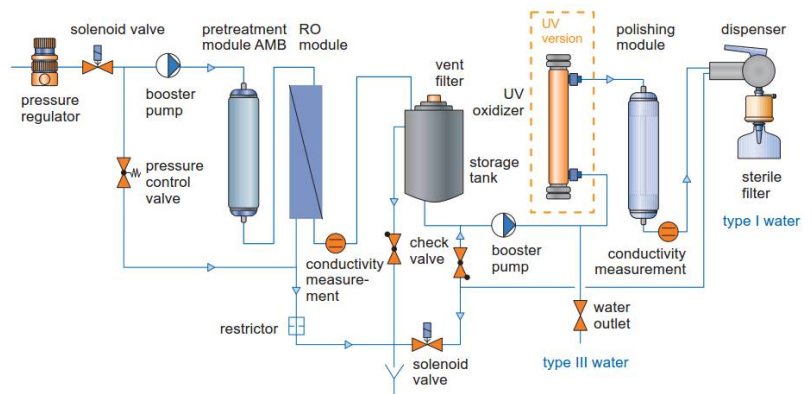 solenoid valve
pretreatment
module AMB
RO
module
UV
version
polishing
module
dispenser
vent
filter
UV
oxidizer
pressure
regulator
booster
pump
storage
tank
pressure
control
valve
sterile
filter
type I water
check
valve
booster
pump
conductivity
measurement
conductivity
measure-
ment
restrictor
water
outlet
solenoid
valve
type III water